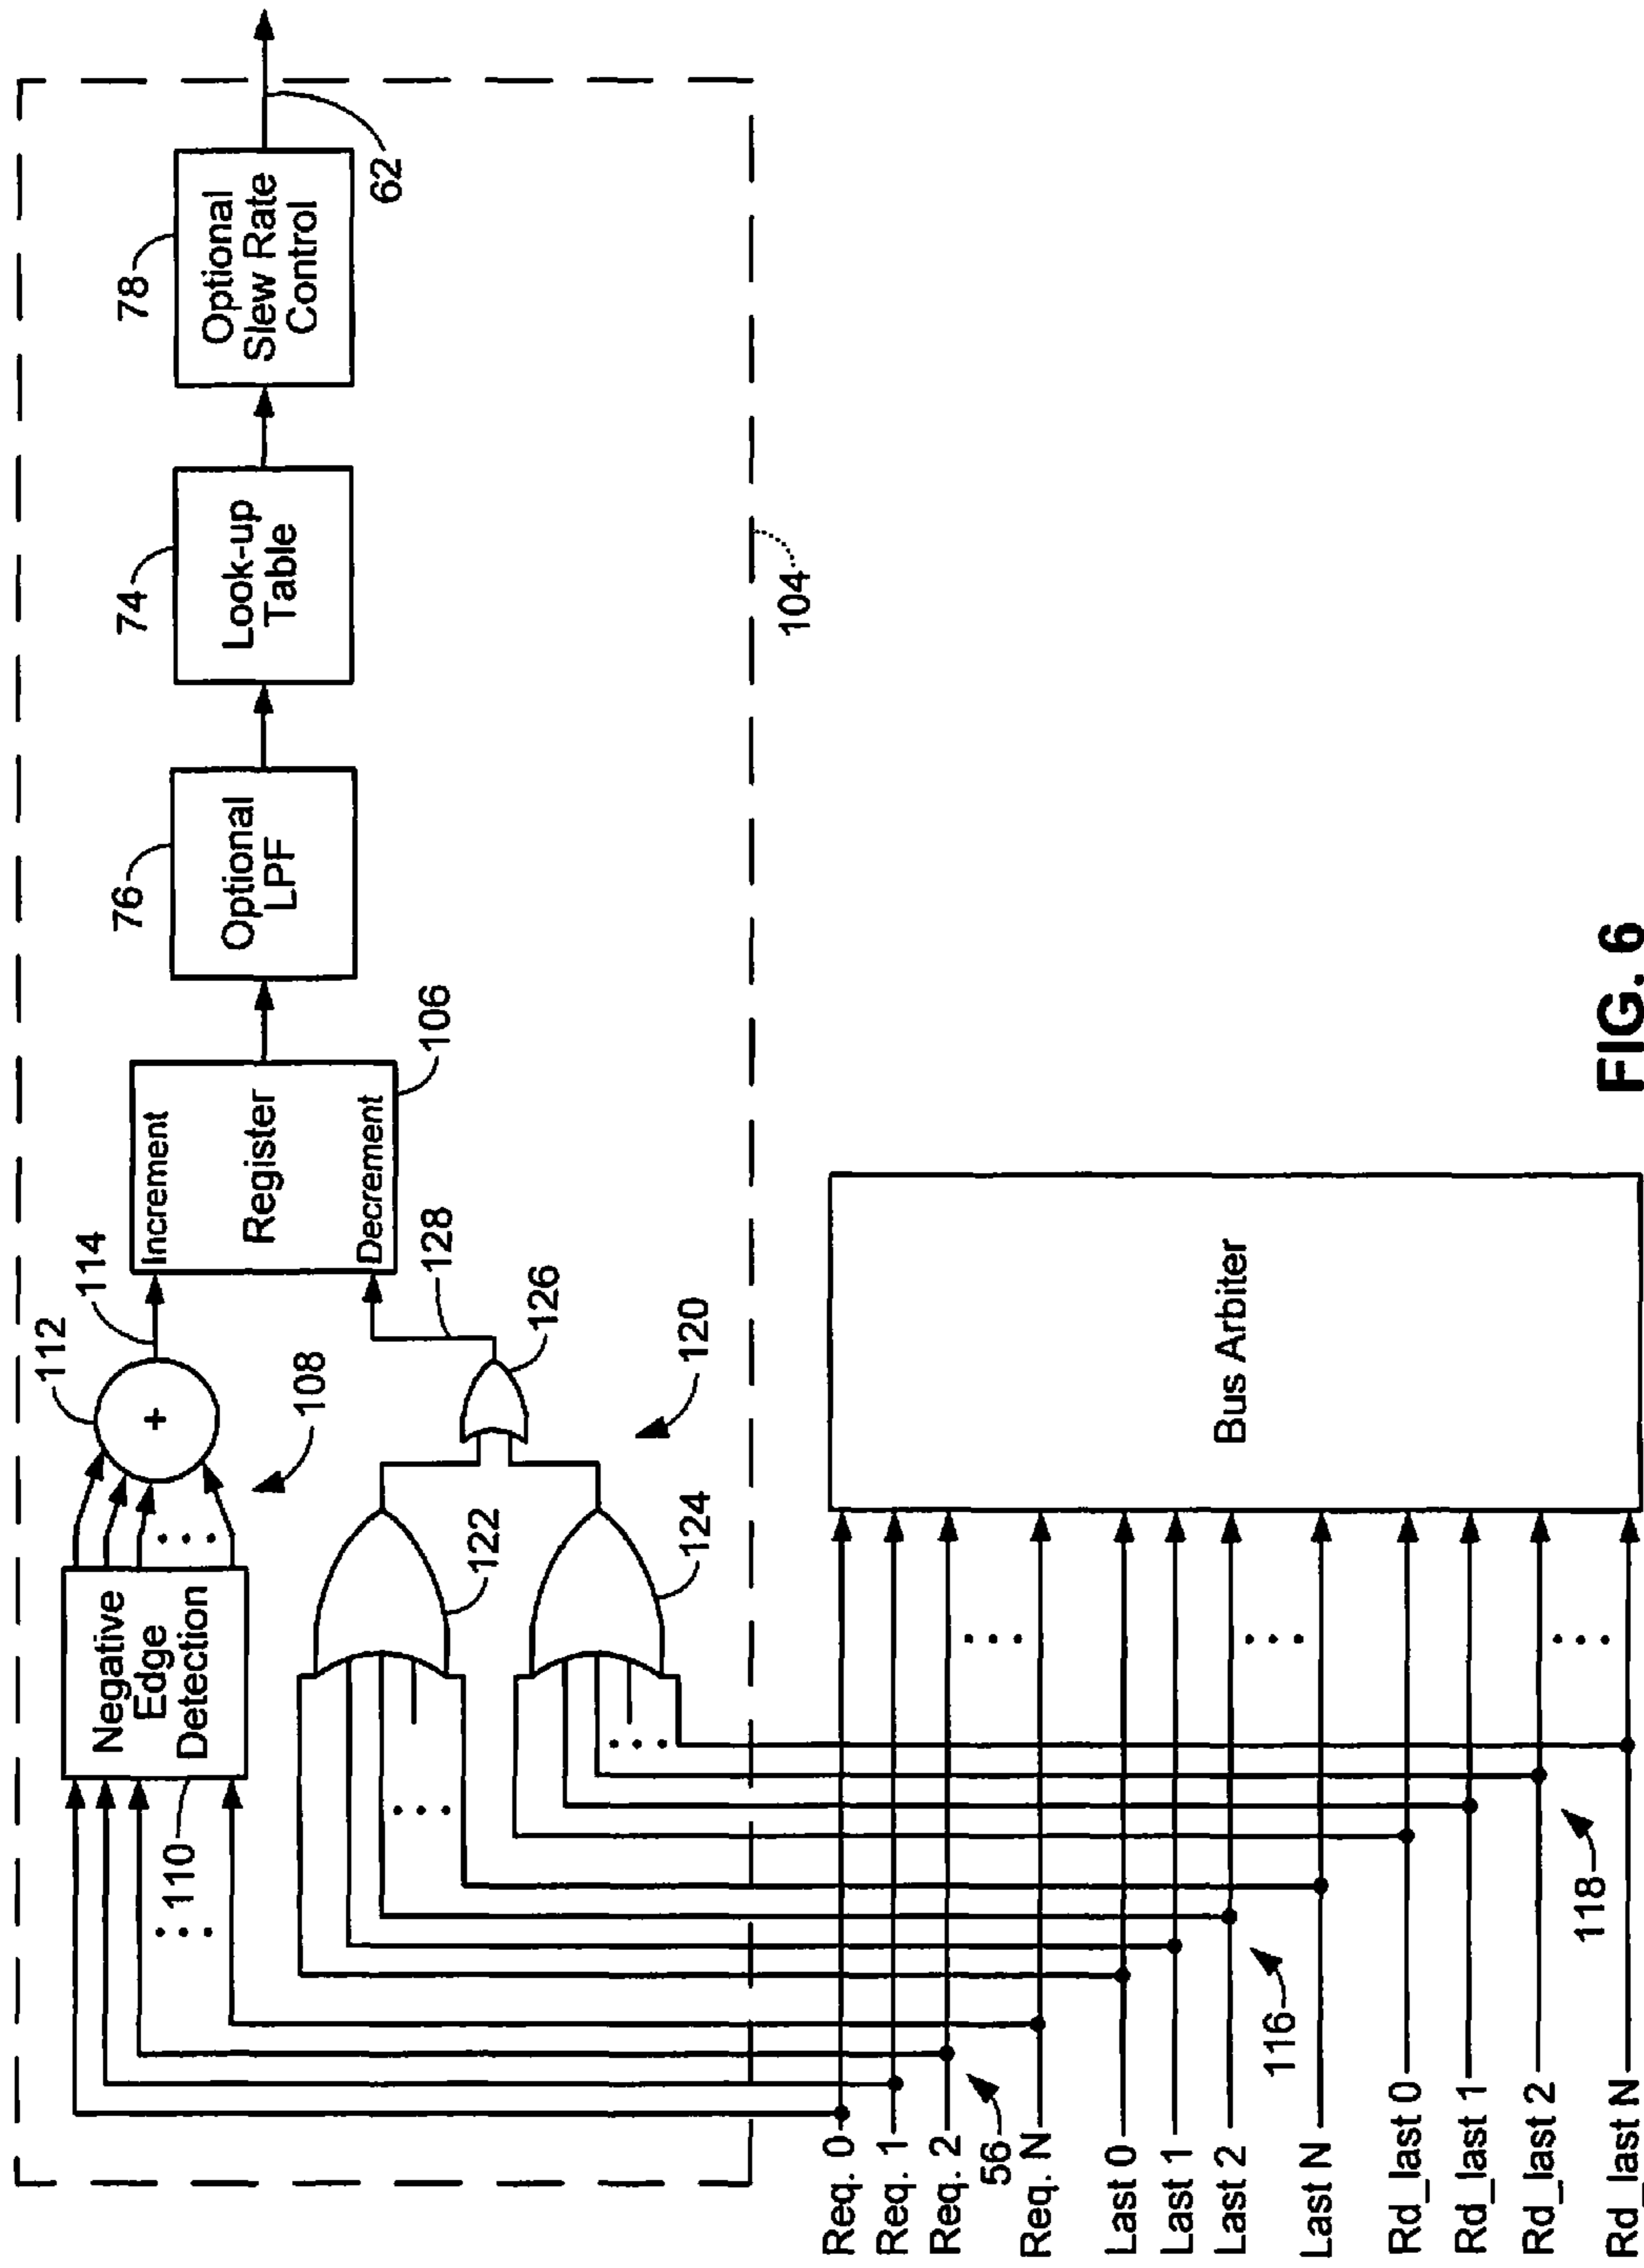 112
114
Negative
Edge
Detection
+
Increment
Register
Decrement
76
Optional
LPF
74
Look-up
Table
78
Optional
Slew Rate
Control
62
110
108
106
128
126
122
120
124
104
Req. 0
Req. 1
Req. 2
56
Req. N
Last 0
Last 1
Last 2
116
Last N
Rd_last 0
Rd_last 1
Rd_last 2
118
Rd_last N
Bus Arbiter
FIG. 6